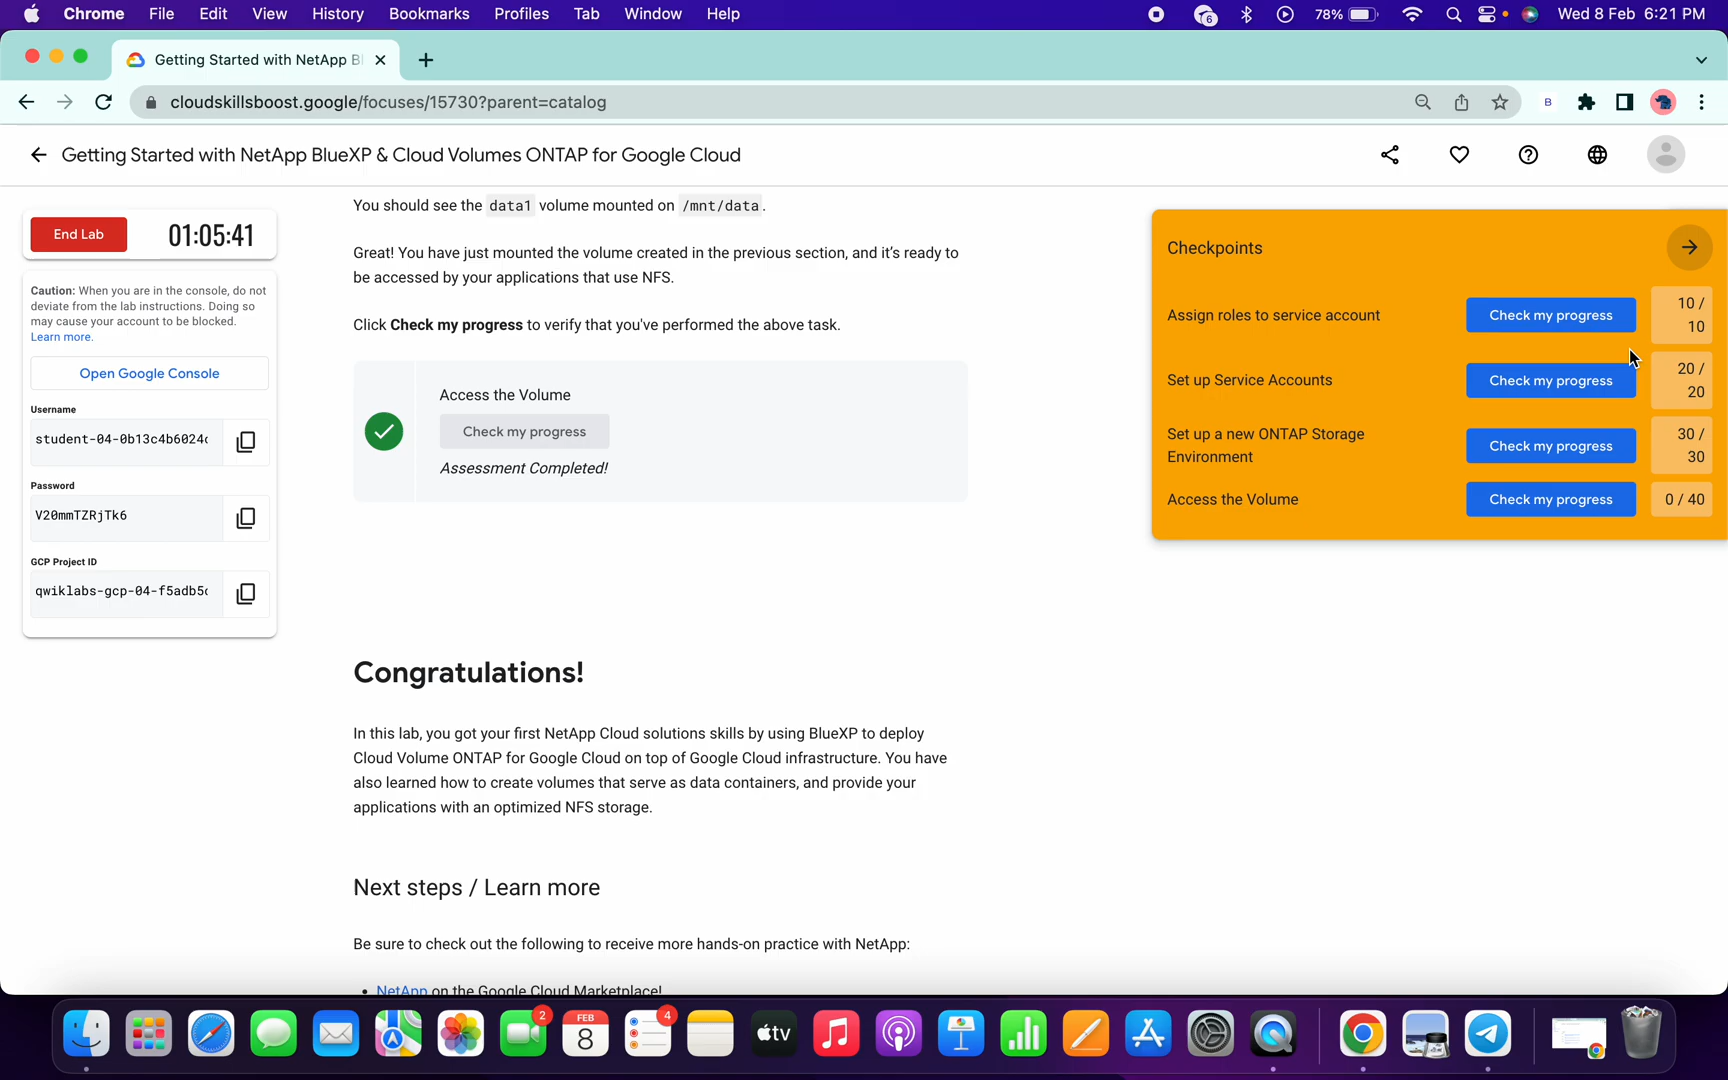 Chrome File Edit View History Bookmarks Profiles Tab Window Help 6 78% Wed 8 Feb 6:21 PM
Getting Started with NetApp Bl
cloudskillsboost.google/focuses/15730?parent=catalog B
Getting Started with NetApp BlueXP & Cloud Volumes ONTAP for Google Cloud
End Lab 01:05:41
Caution: When you are in the console, do not
deviate from the lab instructions. Doing so
may cause your account to be blocked.
Learn more.
Open Google Console
Username
student-04-0b13c4b6024
Password
V20mmTZRjTk6
GCP Project ID
qwiklabs-gcp-04-f5adb5
You should see the data1 volume mounted on /mnt/data.
Great! You have just mounted the volume created in the previous section, and it's ready to
be accessed by your applications that use NFS.
Click Check my progress to verify that you've performed the above task.
Access the Volume
Check my progress
Assessment Completed!
Congratulations!
In this lab, you got your first NetApp Cloud solutions skills by using BlueXP to deploy
Cloud Volume ONTAP for Google Cloud on top of Google Cloud infrastructure. You have
also learned how to create volumes that serve as data containers, and provide your
applications with an optimized NFS storage.
Next steps / Learn more
Be sure to check out the following to receive more hands-on practice with NetApp:
• NetApp on the Google Cloud Marketplace!
Checkpoints
Assign roles to service account Check my progress 10 /
10
Set up Service Accounts Check my progress 20 /
20
Set up a new ONTAP Storage
Environment Check my progress 30 /
30
Access the Volume Check my progress 0 / 40
2 FEB
8 4 tv